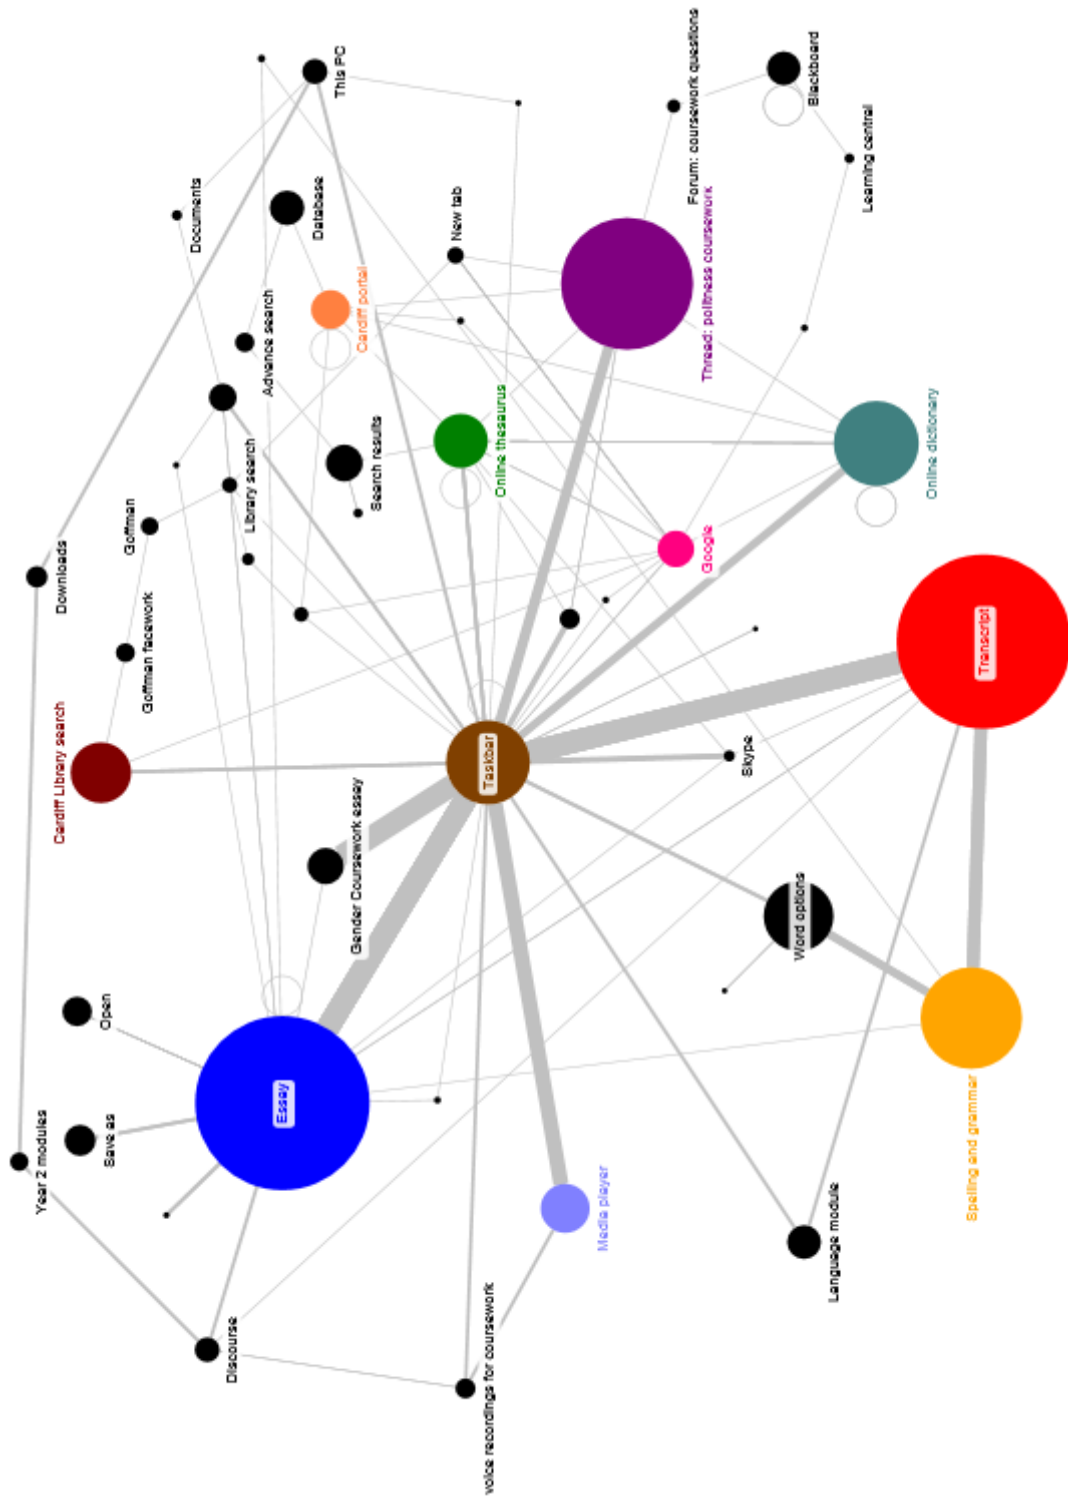 This PC
Forum: coursework questions
Blackboard
Learning central
Documents
Database
New tab
Cardiff portal
Thread: politness coursework
Advance search
Online thesaurus
Search results
Online dictionary
Library search
Goffman
Google
Downloads
Goffman facework
Transcript
Cardiff Library search
Taskbar
Skype
Gender Coursework essay
Word options
Open
Essay
Save as
Year 2 modules
Spelling and grammar
Media player
Language module
Discourse
voice recordings for coursework